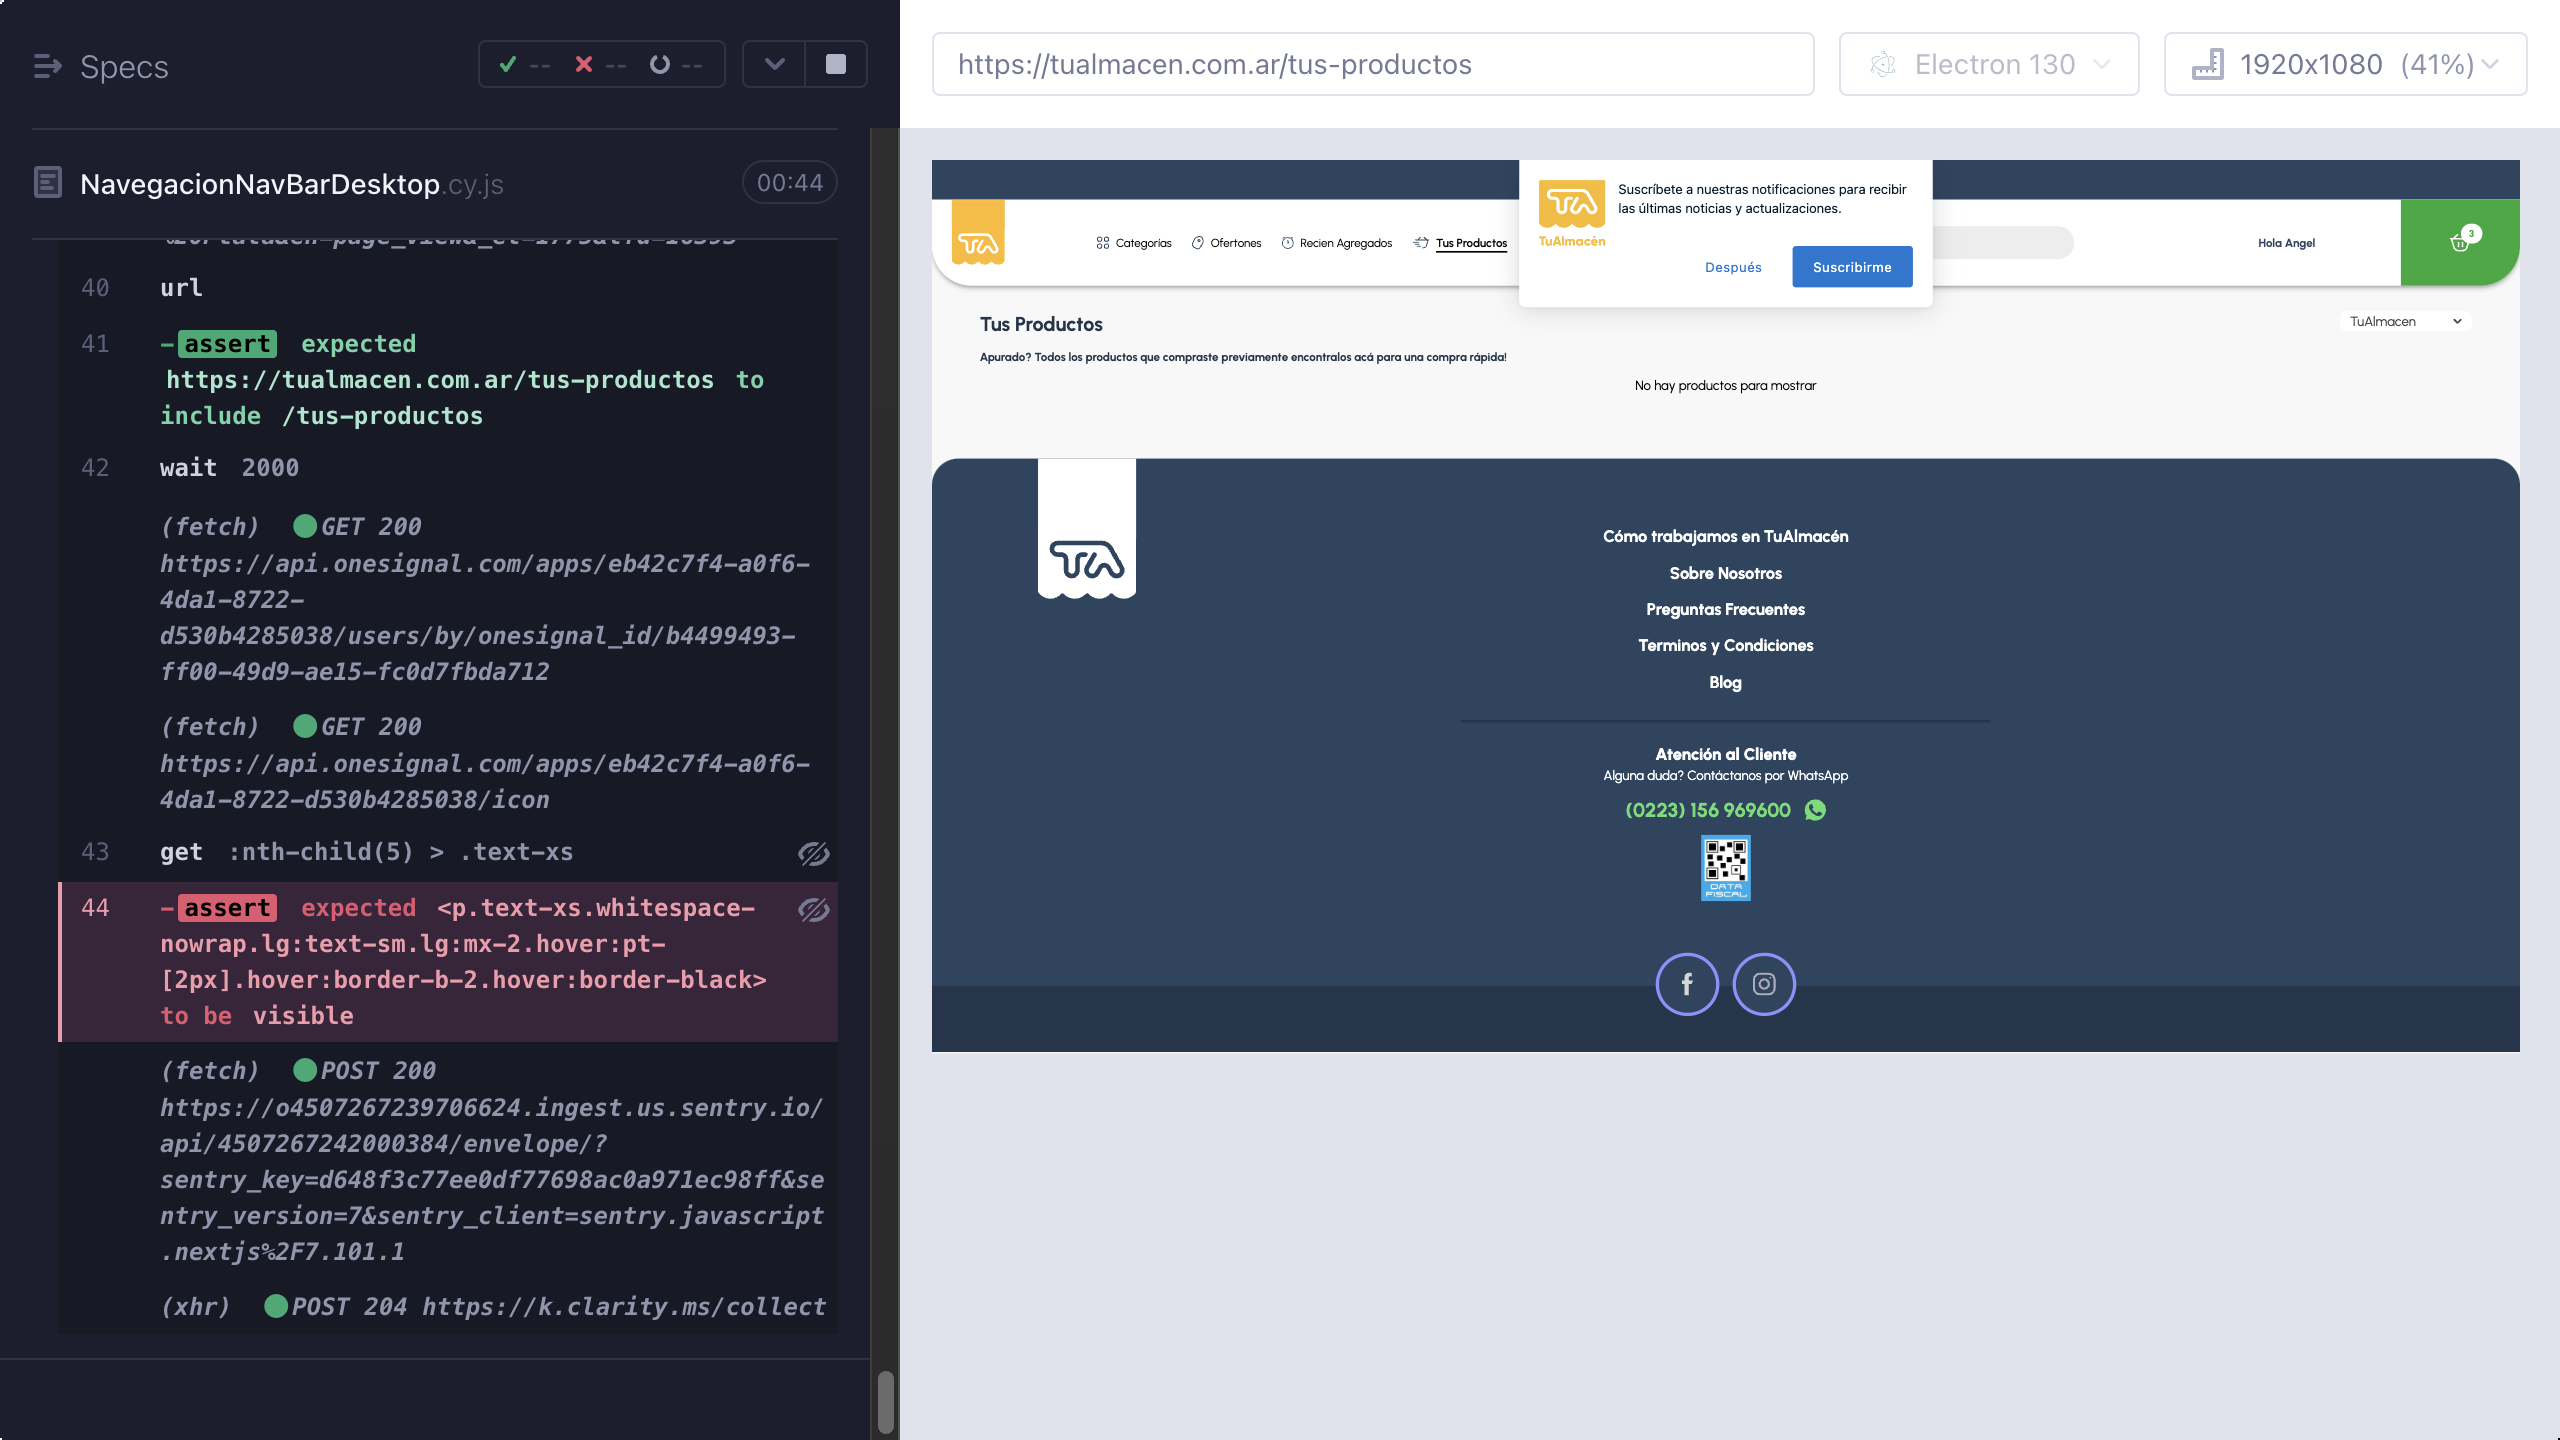 Specs
--
--
--
NavegacionNavBarDesktop.cy.js
00:44
40 url
41 -assert expected
https://tualmacen.com.ar/tus-productos to
include /tus-productos
42 wait 2000
(fetch) GET 200
https://api.onesignal.com/apps/eb42c7f4-a0f6-
4da1-8722-
d530b4285038/users/by/onesignal_id/b4499493-
ff00-49d9-ae15-fc0d7fbda712
(fetch) GET 200
https://api.onesignal.com/apps/eb42c7f4-a0f6-
4da1-8722-d530b4285038/icon
43 get :nth-child(5) > .text-xs
44 -assert expected <p.text-xs.whitespace-
nowrap.lg:text-sm.lg:mx-2.hover:pt-
[2px].hover:border-b-2.hover:border-black>
to be visible
(fetch) POST 200
https://o4507267239706624.ingest.us.sentry.io/
api/4507267242000384/envelope/?
sentry_key=d648f3c77ee0df77698ac0a971ec98ff&se
ntry_version=7&sentry_client=sentry.javascript
.nextjs%2F7.101.1
(xhr) POST 204 https://k.clarity.ms/collect
https://tualmacen.com.ar/tus-productos
Electron 130
1920x1080 (41%)
TA
Categorías
Ofertones
Recien Agregados
Tus Productos
TA
TuAlmacén
Suscríbete a nuestras notificaciones para recibir
las últimas noticias y actualizaciones.
Después
Suscribirme
Hola Angel
3
Tus Productos
TuAlmacen
Apurado? Todos los productos que compraste previamente encontralos acá para una compra rápida!
No hay productos para mostrar
TA
Cómo trabajamos en TuAlmacén
Sobre Nosotros
Preguntas Frecuentes
Terminos y Condiciones
Blog
Atención al Cliente
Alguna duda? Contáctanos por WhatsApp
(0223) 156 969600
DATA
FISCAL